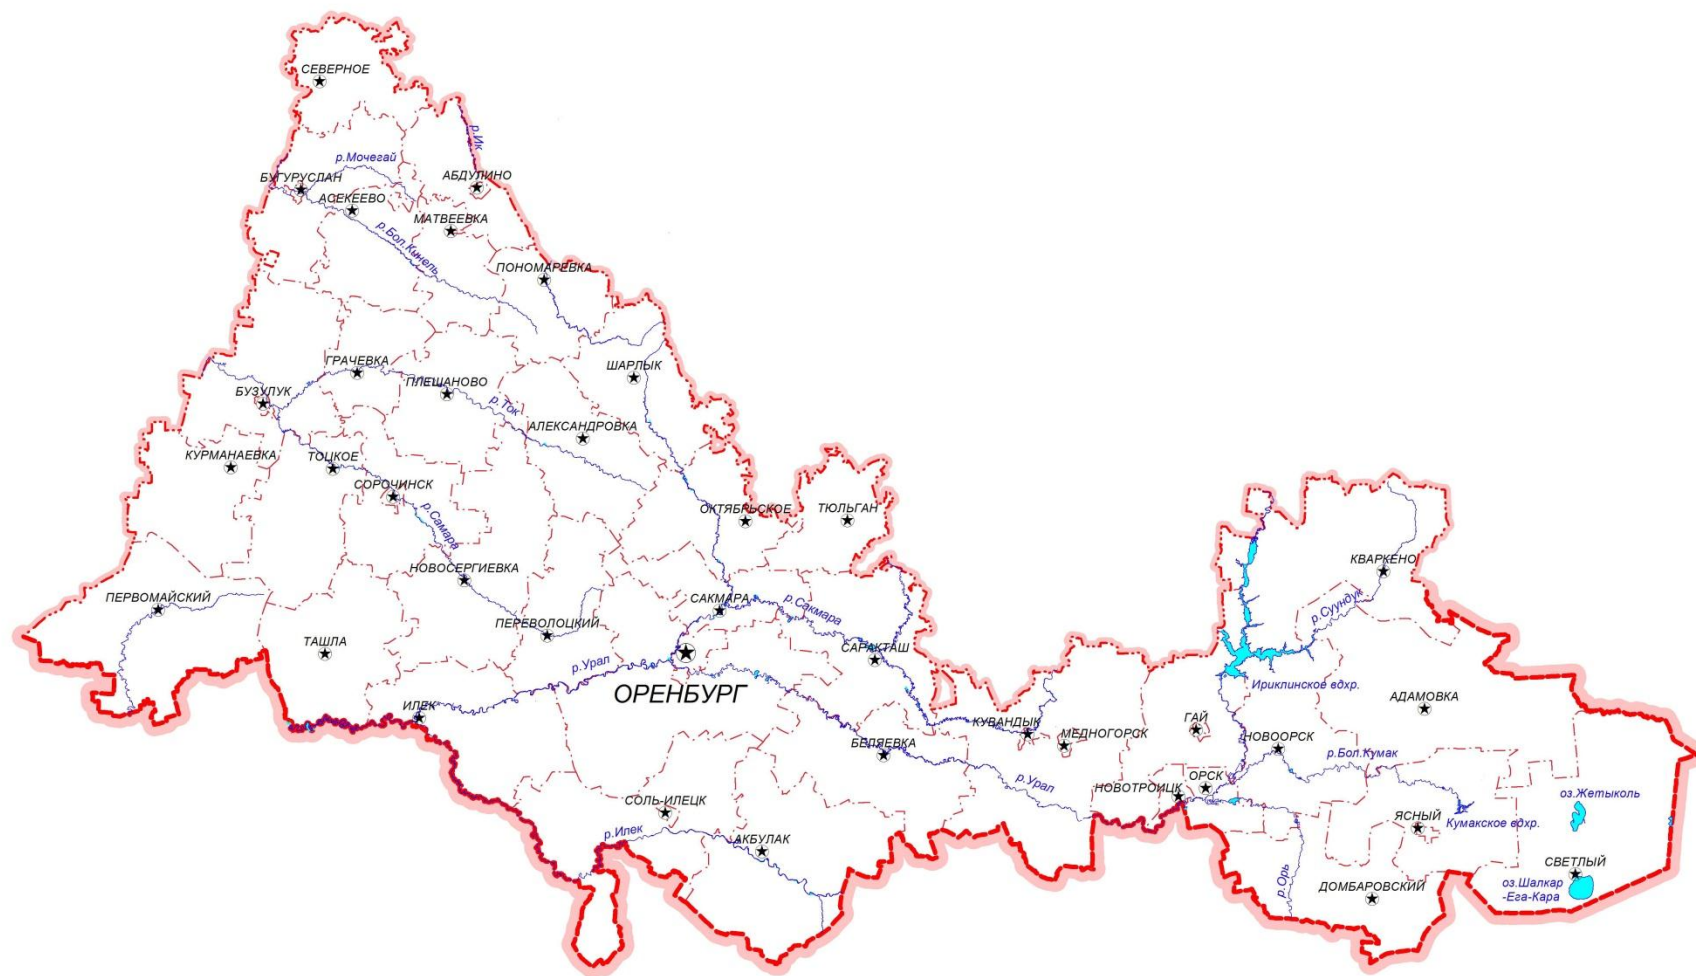 СЕВЕРНОЕ
р.Ик
р.Мочегай
БУГУРУСЛАН
АБДУЛИНО
АСЕКЕЕВО
МАТВЕЕВКА
р.Бол.Кинель
ПОНОМАРЕВКА
ГРАЧЕВКА
ШАРЛЫК
ПЛЕШАНОВО
БУЗУЛУК
р.Ток
АЛЕКСАНДРОВКА
КУРМАНАЕВКА
ТОЦКОЕ
СОРОЧИНСК
р.Самара
ОКТЯБРЬСКОЕ
ТЮЛЬГАН
КВАРКЕНО
НОВОСЕРГИЕВКА
ПЕРВОМАЙСКИЙ
САКМАРА
р.Сакмара
р.Суундук
ПЕРЕВОЛОЦКИЙ
ТАШЛА
САРАКТАШ
р.Урал
ОРЕНБУРГ
Ириклинское вдхр.
АДАМОВКА
ИЛЕК
КУВАНДЫК
ГАЙ
МЕДНОГОРСК
БЕЛЯЕВКА
НОВООРСК
р.Бол.Кумак
р.Урал
НОВОТРОИЦК
ОРСК
оз.Жетыколь
СОЛЬ-ИЛЕЦК
ЯСНЫЙ
Кумакское вдхр.
р.Илек
АКБУЛАК
СВЕТЛЫЙ
р.Орь
ДОМБАРОВСКИЙ
оз.Шалкар
-Ега-Кара